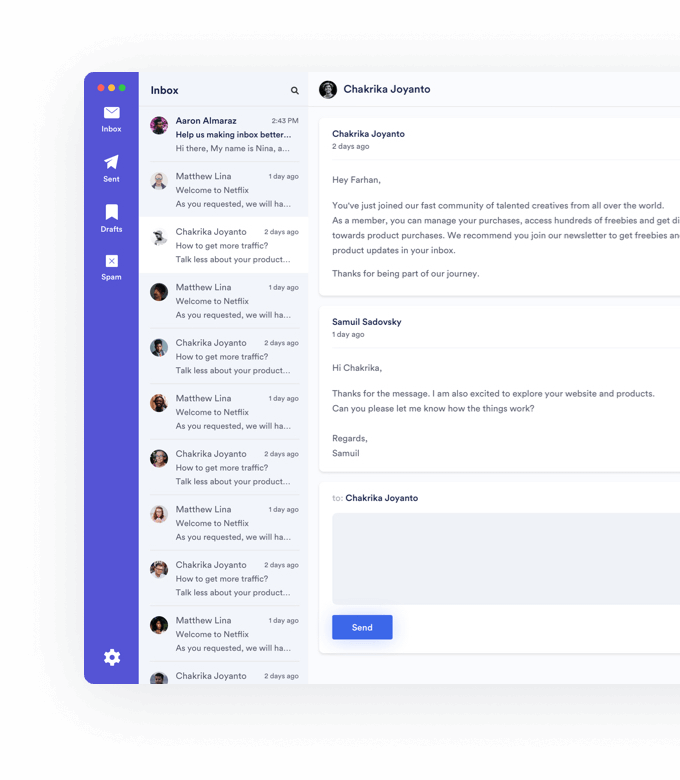 Inbox
Sent
Drafts
Spam
Inbox
Aaron Almaraz 2:43 PM
Help us making inbox better...
Hi there, My name is Nina, a...
Matthew Lina 1 day ago
Welcome to Netflix
As you requested, we will ha...
Chakrika Joyanto 2 days ago
How to get more traffic?
Talk less about your product...
Matthew Lina 1 day ago
Welcome to Netflix
As you requested, we will ha...
Chakrika Joyanto 2 days ago
How to get more traffic?
Talk less about your product...
Matthew Lina 1 day ago
Welcome to Netflix
As you requested, we will ha...
Chakrika Joyanto 2 days ago
How to get more traffic?
Talk less about your product...
Matthew Lina 1 day ago
Welcome to Netflix
As you requested, we will ha...
Chakrika Joyanto 2 days ago
How to get more traffic?
Talk less about your product...
Matthew Lina 1 day ago
Welcome to Netflix
As you requested, we will ha...
Chakrika Joyanto 2 days ago
Chakrika Joyanto
Chakrika Joyanto
2 days ago
Hey Farhan,
You've just joined our fast community of talented creatives from all over the world.
As a member, you can manage your purchases, access hundreds of freebies and get di
towards product purchases. We recommend you join our newsletter to get freebies an
product updates in your inbox.
Thanks for being part of our journey.
Samuil Sadovsky
1 day ago
Hi Chakrika,
Thanks for the message. I am also excited to explore your website and products.
Can you please let me know how the things work?
Regards,
Samuil
to: Chakrika Joyanto
Send